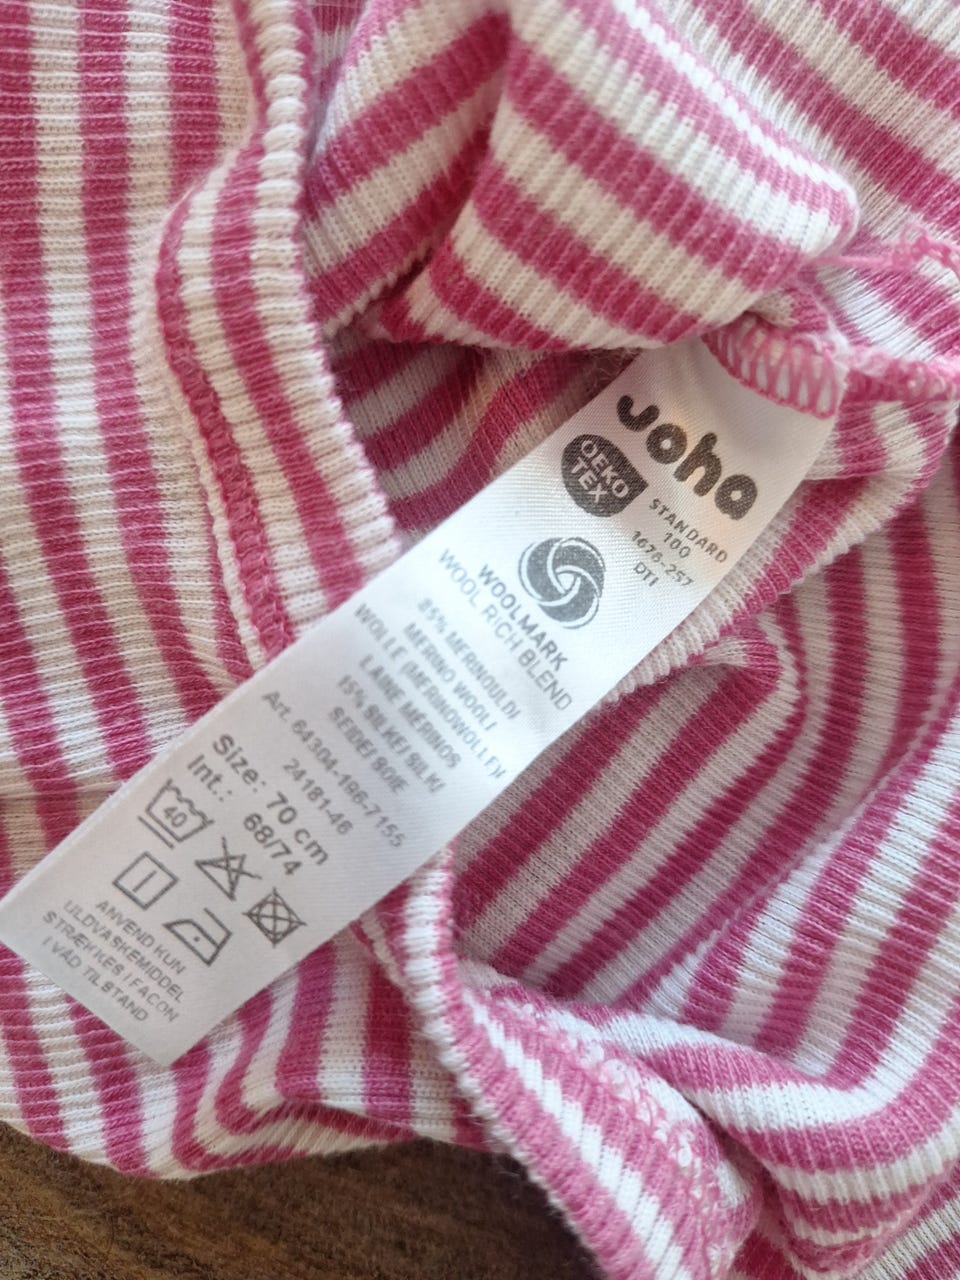 Joha
OEKO
TEX
STANDARD
100
1676-257
DTI
WOOLMARK
WOOL RICH BLEND
85% MERINOULD/
MERINO WOOL/
WOLLE (MERINOWOLLE)/
LAINE MÉRINOS
15% SILKE/SILK/
SEIDE/SOIE
Art. 64304-196-7155
24181-46
Size: 70 cm
Int.: 68/74
40
ANVEND KUN
ULDVASKEMIDDEL
STRÆKKES I FACON
I VÅD TILSTAND